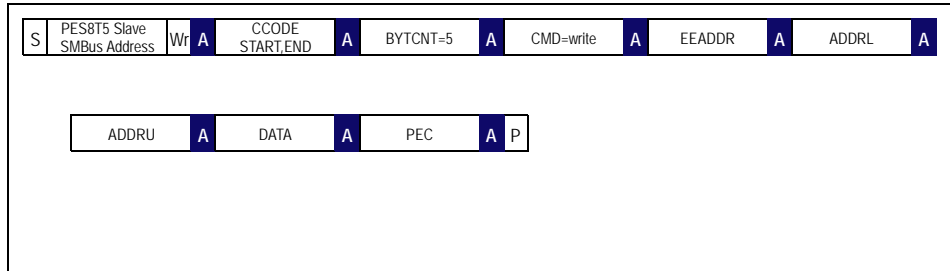 S PES8T5 Slave SMBus Address Wr A CCODE START,END A BYTCNT=5 A CMD=write A EEADDR A ADDRL A
ADDRU A DATA A PEC A P